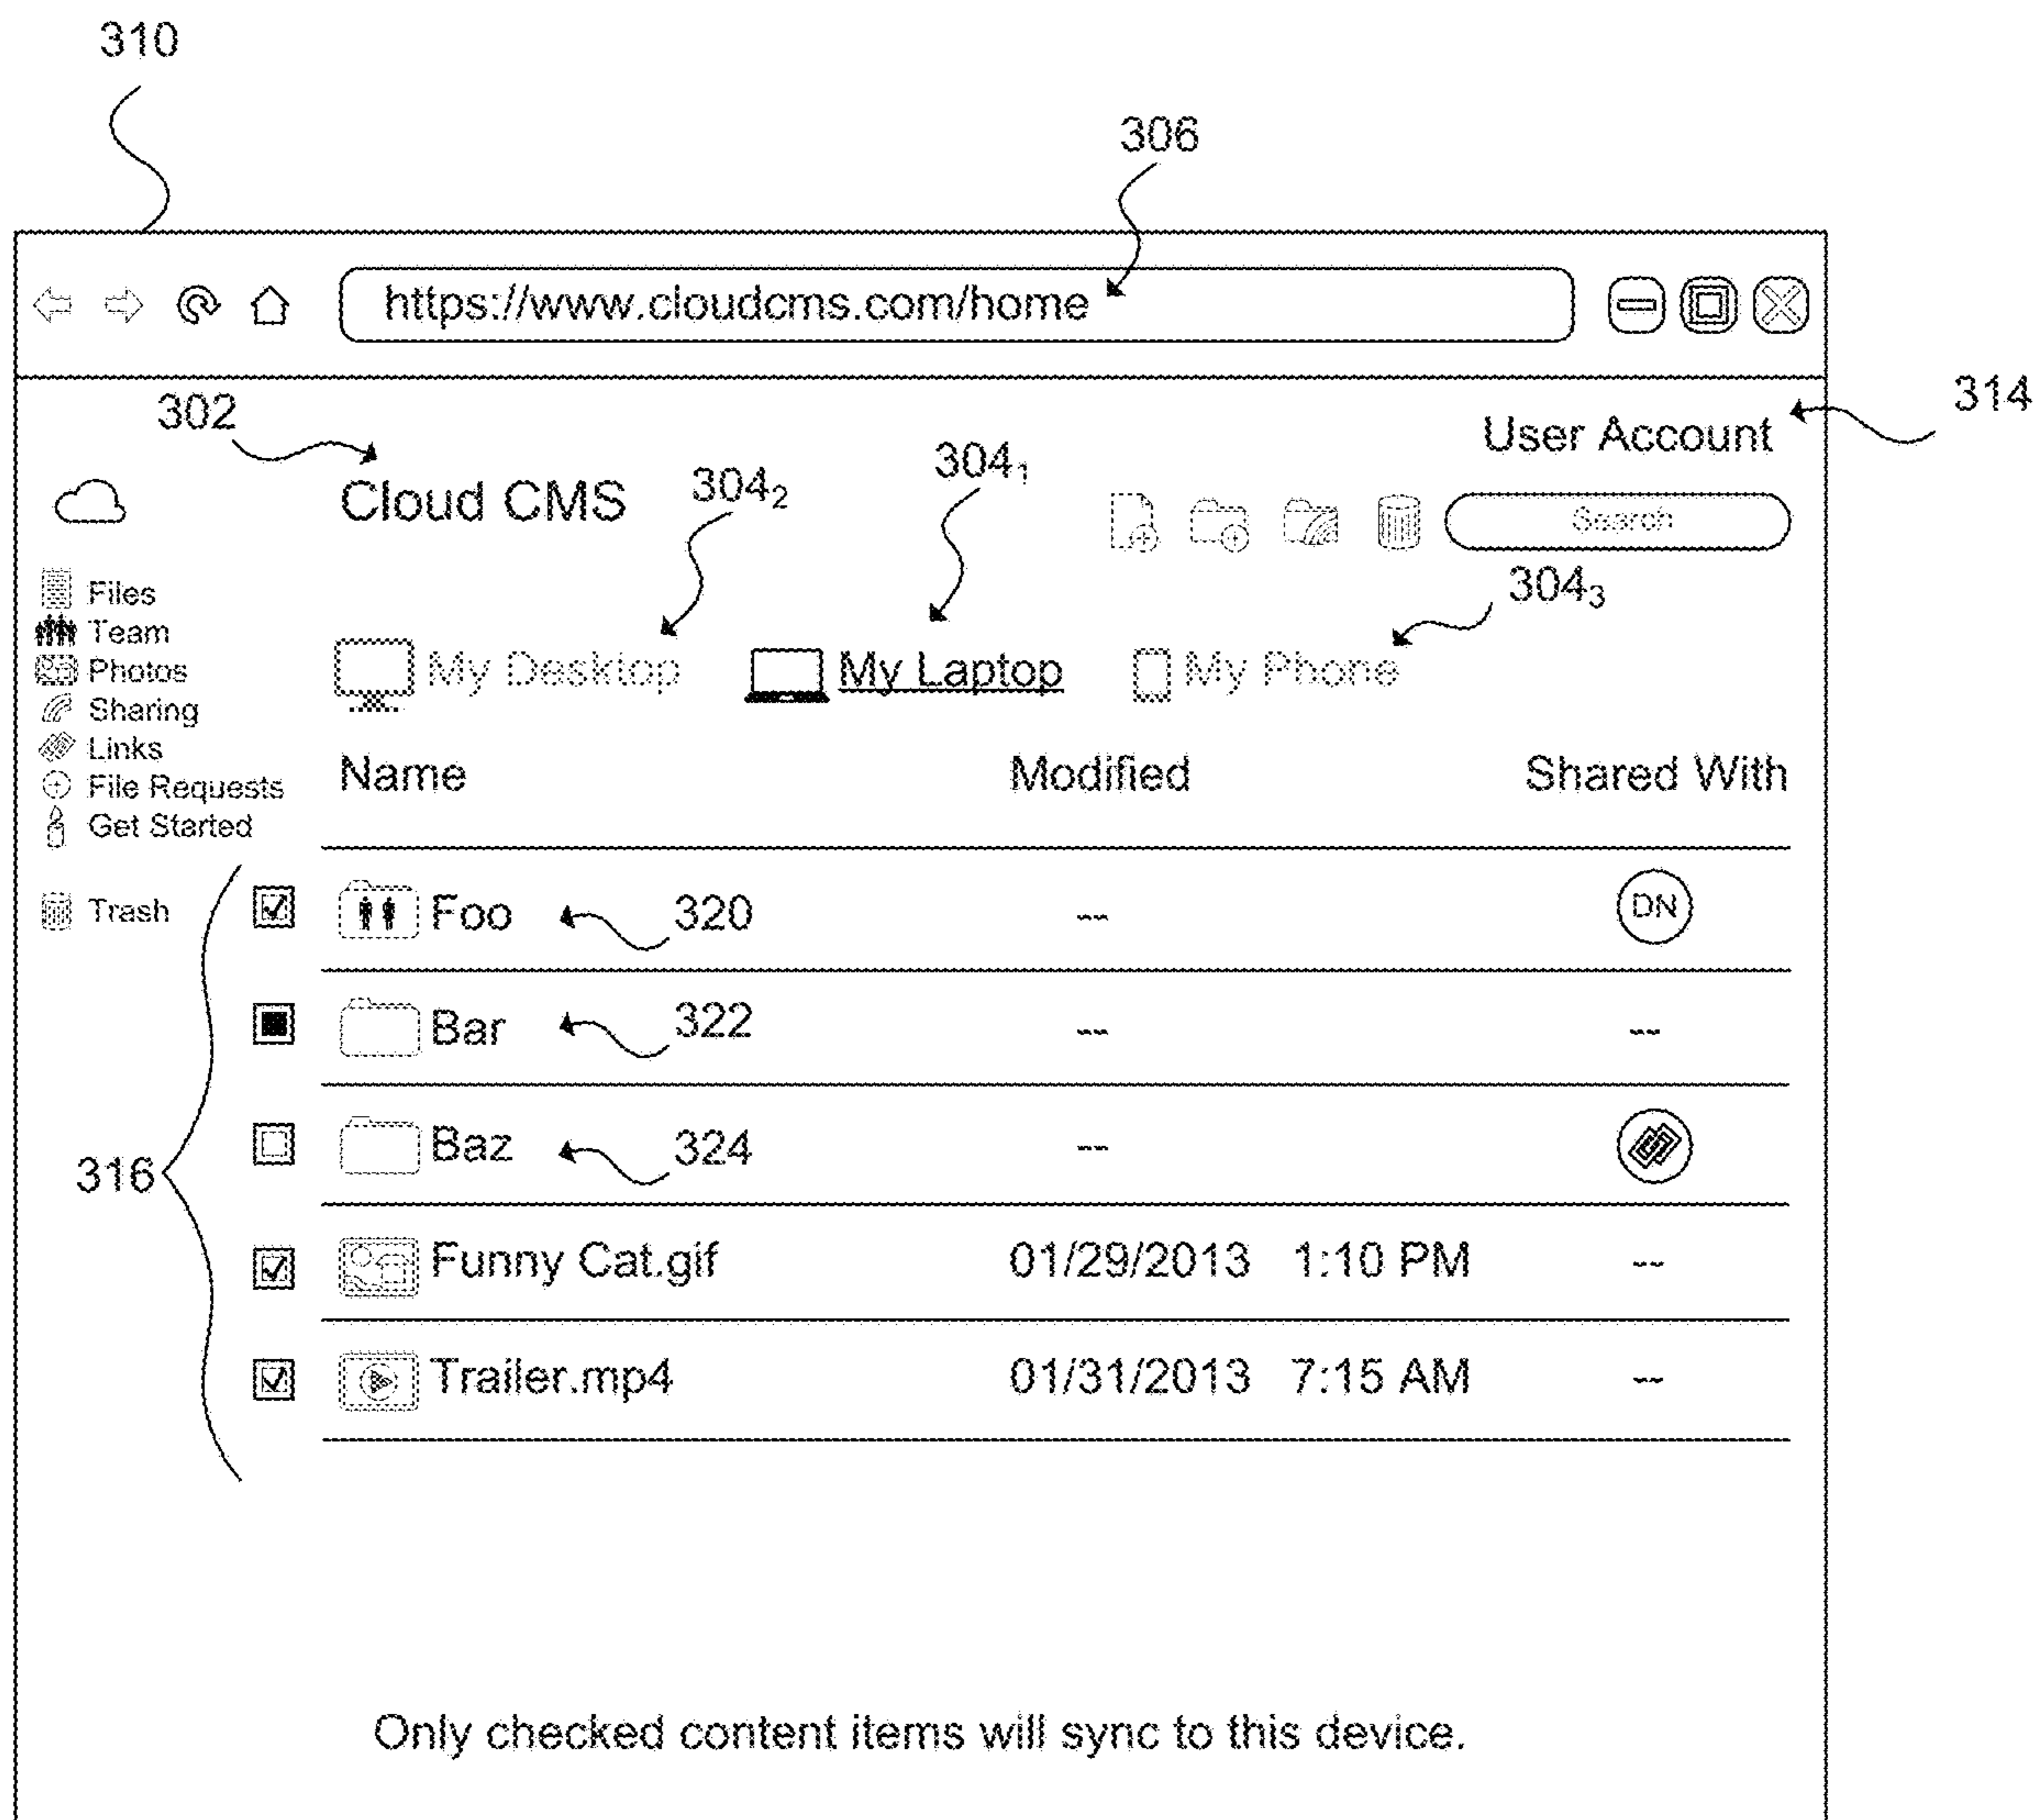 310
306
https://www.cloudcms.com/home
302
314
User Account
Cloud CMS
304₂
304₁
Search
304₃
Files
Team
Photos
Sharing
Links
File Requests
Get Started
Trash
My Desktop My Laptop My Phone
Name Modified Shared With
316
Foo 320 -- DN
Bar 322 -- --
Baz 324 --
Funny Cat.gif 01/29/2013 1:10 PM --
Trailer.mp4 01/31/2013 7:15 AM --
Only checked content items will sync to this device.